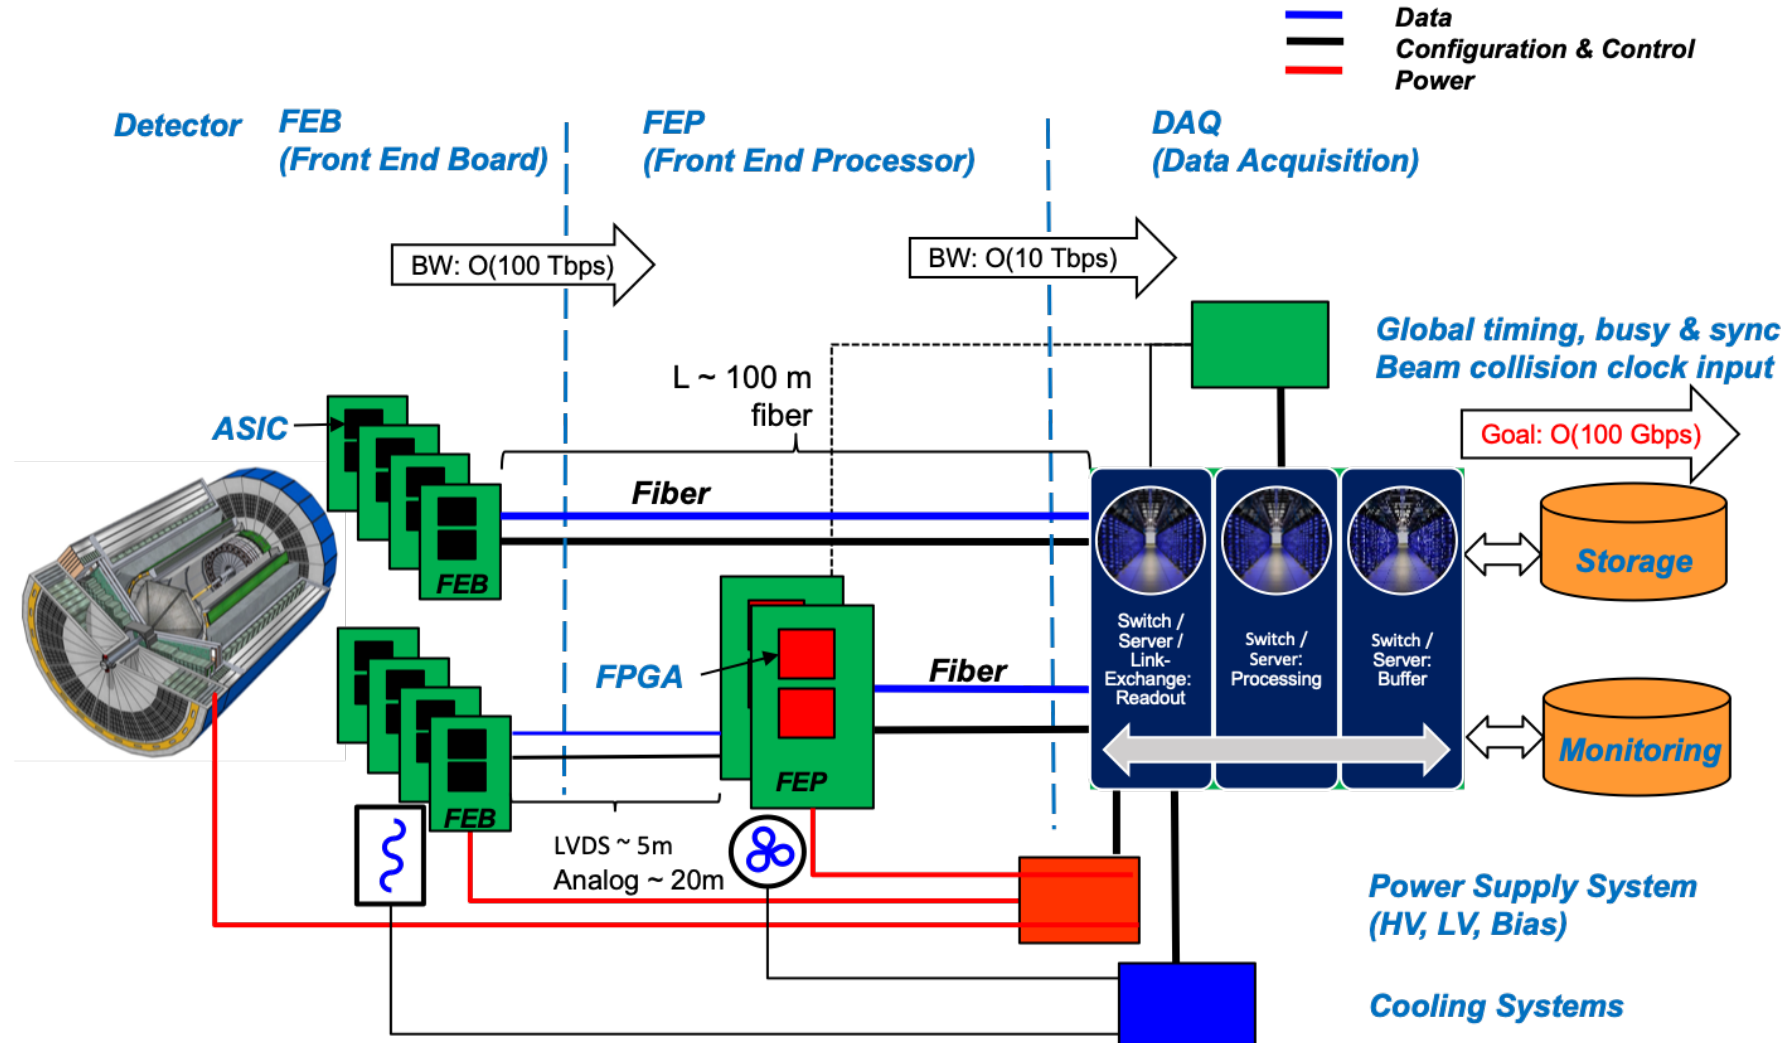 Data
Configuration & Control
Power
Detector
FEB
(Front End Board)
FEP
(Front End Processor)
DAQ
(Data Acquisition)
BW: O(100 Tbps)
BW: O(10 Tbps)
Global timing, busy & sync
Beam collision clock input
L ~ 100 m
fiber
ASIC
Goal: O(100 Gbps)
Fiber
FEB
Storage
Switch /
Server /
Link-
Exchange:
Readout
Switch /
Server:
Processing
Switch /
Server:
Buffer
FPGA
Fiber
FEP
Monitoring
FEB
LVDS ~ 5m
Analog ~ 20m
Power Supply System
(HV, LV, Bias)
Cooling Systems